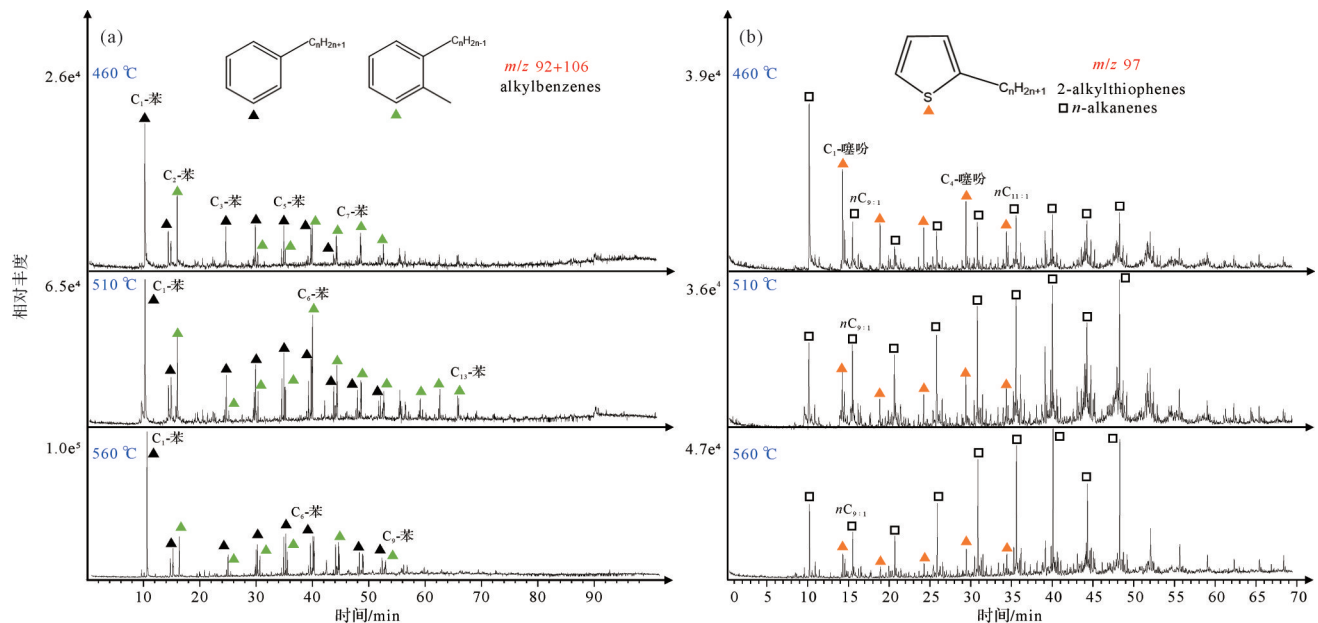 (a)
460 ℃
2.6e⁴
CₙH₂ₙ₊₁
CₙH₂ₙ₋₁
m/z 92+106
alkylbenzenes
C₁-苯
C₂-苯
C₃-苯
C₅-苯
C₇-苯
6.5e⁴
510 ℃
C₁-苯
C₆-苯
C₁₃-苯
1.0e⁵
560 ℃
C₁-苯
C₆-苯
C₉-苯
相对丰度
10 20 30 40 50 60 70 80 90
时间/min
(b)
3.9e⁴
460 ℃
S
CₙH₂ₙ₊₁
m/z 97
2-alkylthiophenes
n-alkanenes
C₁-噻吩
nC₉:₁
C₄-噻吩
nC₁₁:₁
3.6e⁴
510 ℃
nC₉:₁
4.7e⁴
560 ℃
nC₉:₁
0 5 10 15 20 25 30 35 40 45 50 55 60 65 70
时间/min